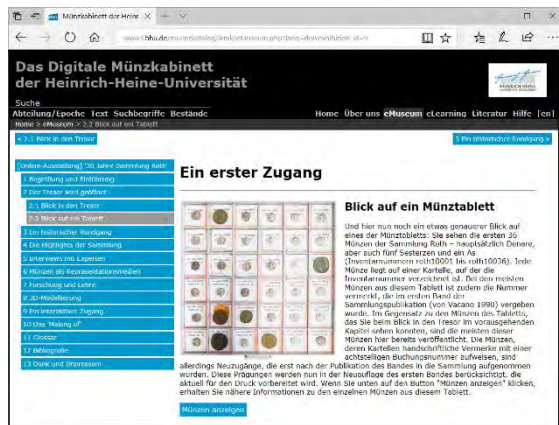 Münzkabinett der Heinr
Das Digitale Münzkabinett
der Heinrich-Heine-Universität
Suche
Abteilung/Epoche Text Suchbegriffe Bestände
Home Über uns eMuseum eLearning Literatur Hilfe [en]
Home > eMuseum > 2.2 Blick auf ein Tablett
« 2.1 Blick in den Tresor
3 Ein historischer Rundgang »
[Online-Ausstellung] '30 Jahre Sammlung Roth'
1 Begrüßung und Einführung
2 Der Tresor wird geöffnet
2.1 Blick in den Tresor
2.2 Blick auf ein Tablett
3 Ein historischer Rundgang
4 Die Highlights der Sammlung
5 Interviews mit Experten
6 Münzen als Repräsentationsmedien
7 Forschung und Lehre
8 3D-Modellierung
9 Ein interaktiver Zugang
10 Das 'Making of'
11 Glossar
12 Bibliografie
13 Dank und Impressum
Ein erster Zugang
Blick auf ein Münztablett
Und hier nun noch ein etwas genauerer Blick auf
eines der Münztabletts: Sie sehen die ersten 36
Münzen der Sammlung Roth – hauptsächlich Denare,
aber auch fünf Sesterzen und ein As
(Inventarnummern roth10001 bis roth10036). Jede
Münze liegt auf einer Kartelle, auf der die
Inventarnummer verzeichnet ist. Bei den meisten
Münzen aus diesem Tablett ist zudem die Nummer
vermerkt, die im ersten Band der
Sammlungspublikation (von Vacano 1990) vergeben
wurde. Im Gegensatz zu den Münzen des Tabletts,
das Sie beim Blick in den Tresor im vorausgehenden
Kapitel sehen konnten, sind die meisten dieser
Münzen hier bereits veröffentlicht. Die Münzen,
deren Kartellen handschriftliche Vermerke mit einer
achtstelligen Buchungsnummer aufweisen, sind
allerdings Neuzugänge, die erst nach der Publikation des Bandes in die Sammlung aufgenommen
wurden. Diese Prägungen werden nun in der Neuauflage des ersten Bandes berücksichtigt, die
aktuell für den Druck vorbereitet wird. Wenn Sie unten auf den Button "Münzen anzeigen" klicken,
erhalten Sie nähere Informationen zu den einzelnen Münzen aus diesem Tablett.
Münzen anzeigen